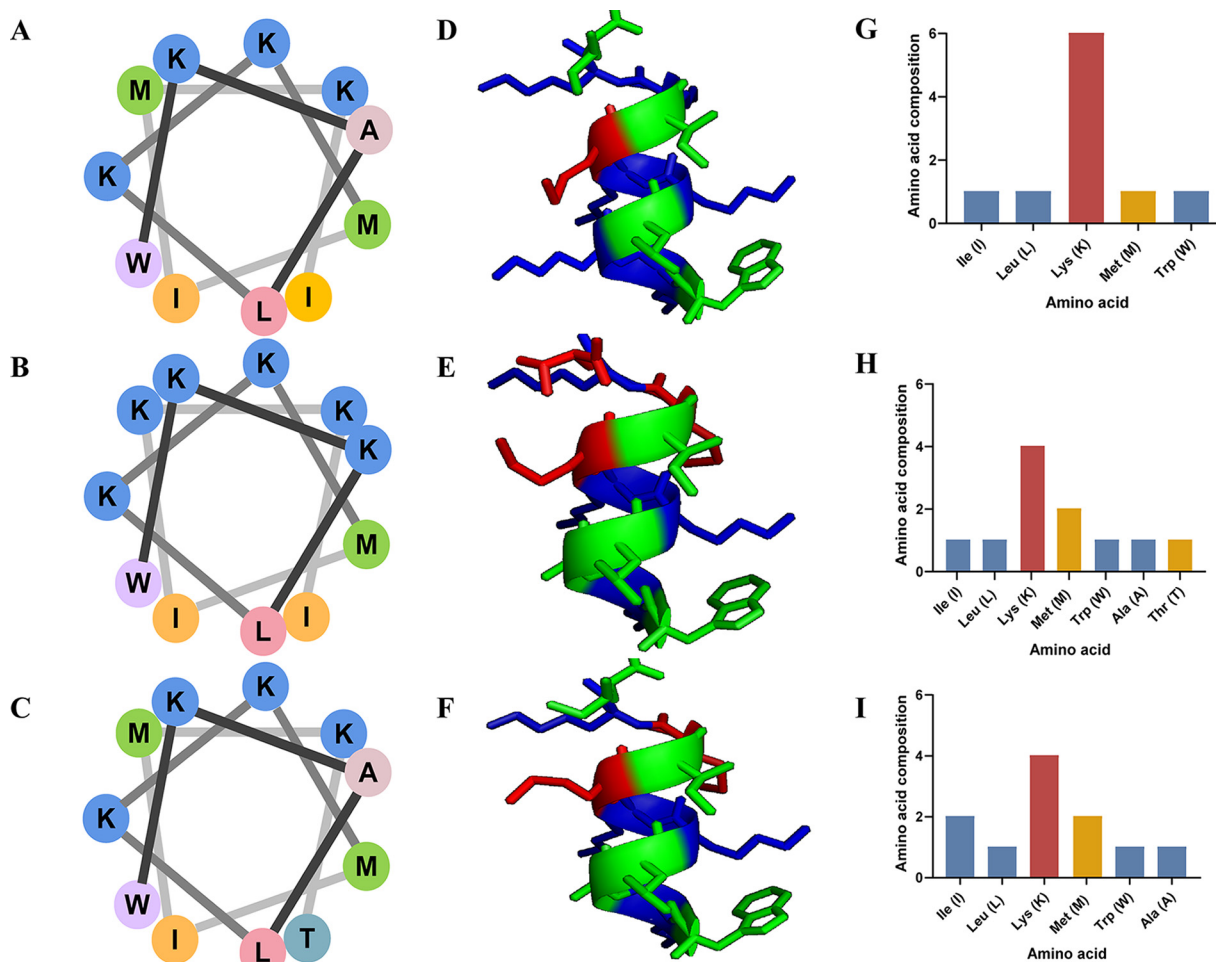 A
K
K
M
K
A
K
M
W
I
L
I
D
G
6
4
2
0
Amino acid composition
Ile (I)
Leu (L)
Lys (K)
Met (M)
Trp (W)
Amino acid
B
K
K
K
K
K
K
M
W
I
L
I
E
H
6
4
2
0
Amino acid composition
Ile (I)
Leu (L)
Lys (K)
Met (M)
Trp (W)
Ala (A)
Thr (T)
Amino acid
C
K
K
M
K
A
K
M
W
I
L
T
F
I
6
4
2
0
Amino acid composition
Ile (I)
Leu (L)
Lys (K)
Met (M)
Trp (W)
Ala (A)
Amino acid